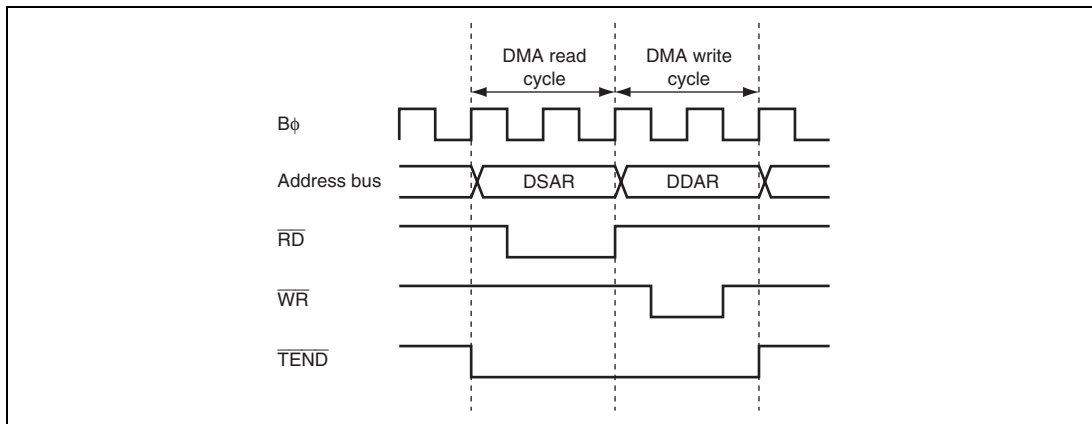 DMA read cycle
DMA write cycle
Bϕ
Address bus
DSAR
DDAR
RD
WR
TEND